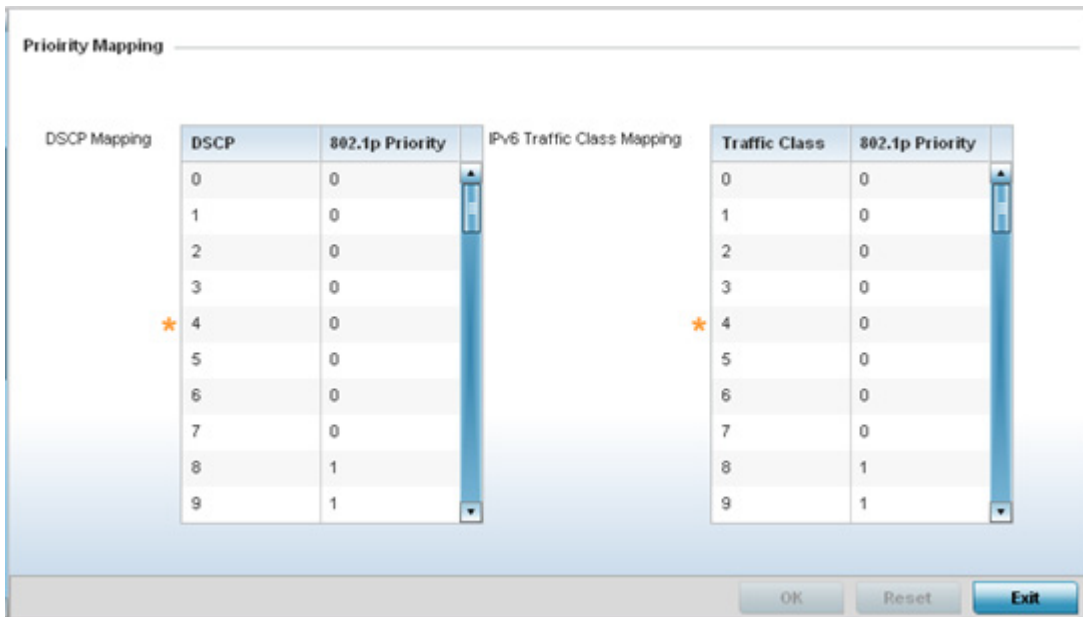 Prioirity Mapping
DSCP Mapping
DSCP 802.1p Priority
0 0
1 0
2 0
3 0
* 4 0
5 0
6 0
7 0
8 1
9 1
IPv6 Traffic Class Mapping
Traffic Class 802.1p Priority
0 0
1 0
2 0
3 0
* 4 0
5 0
6 0
7 0
8 1
9 1
OK Reset Exit